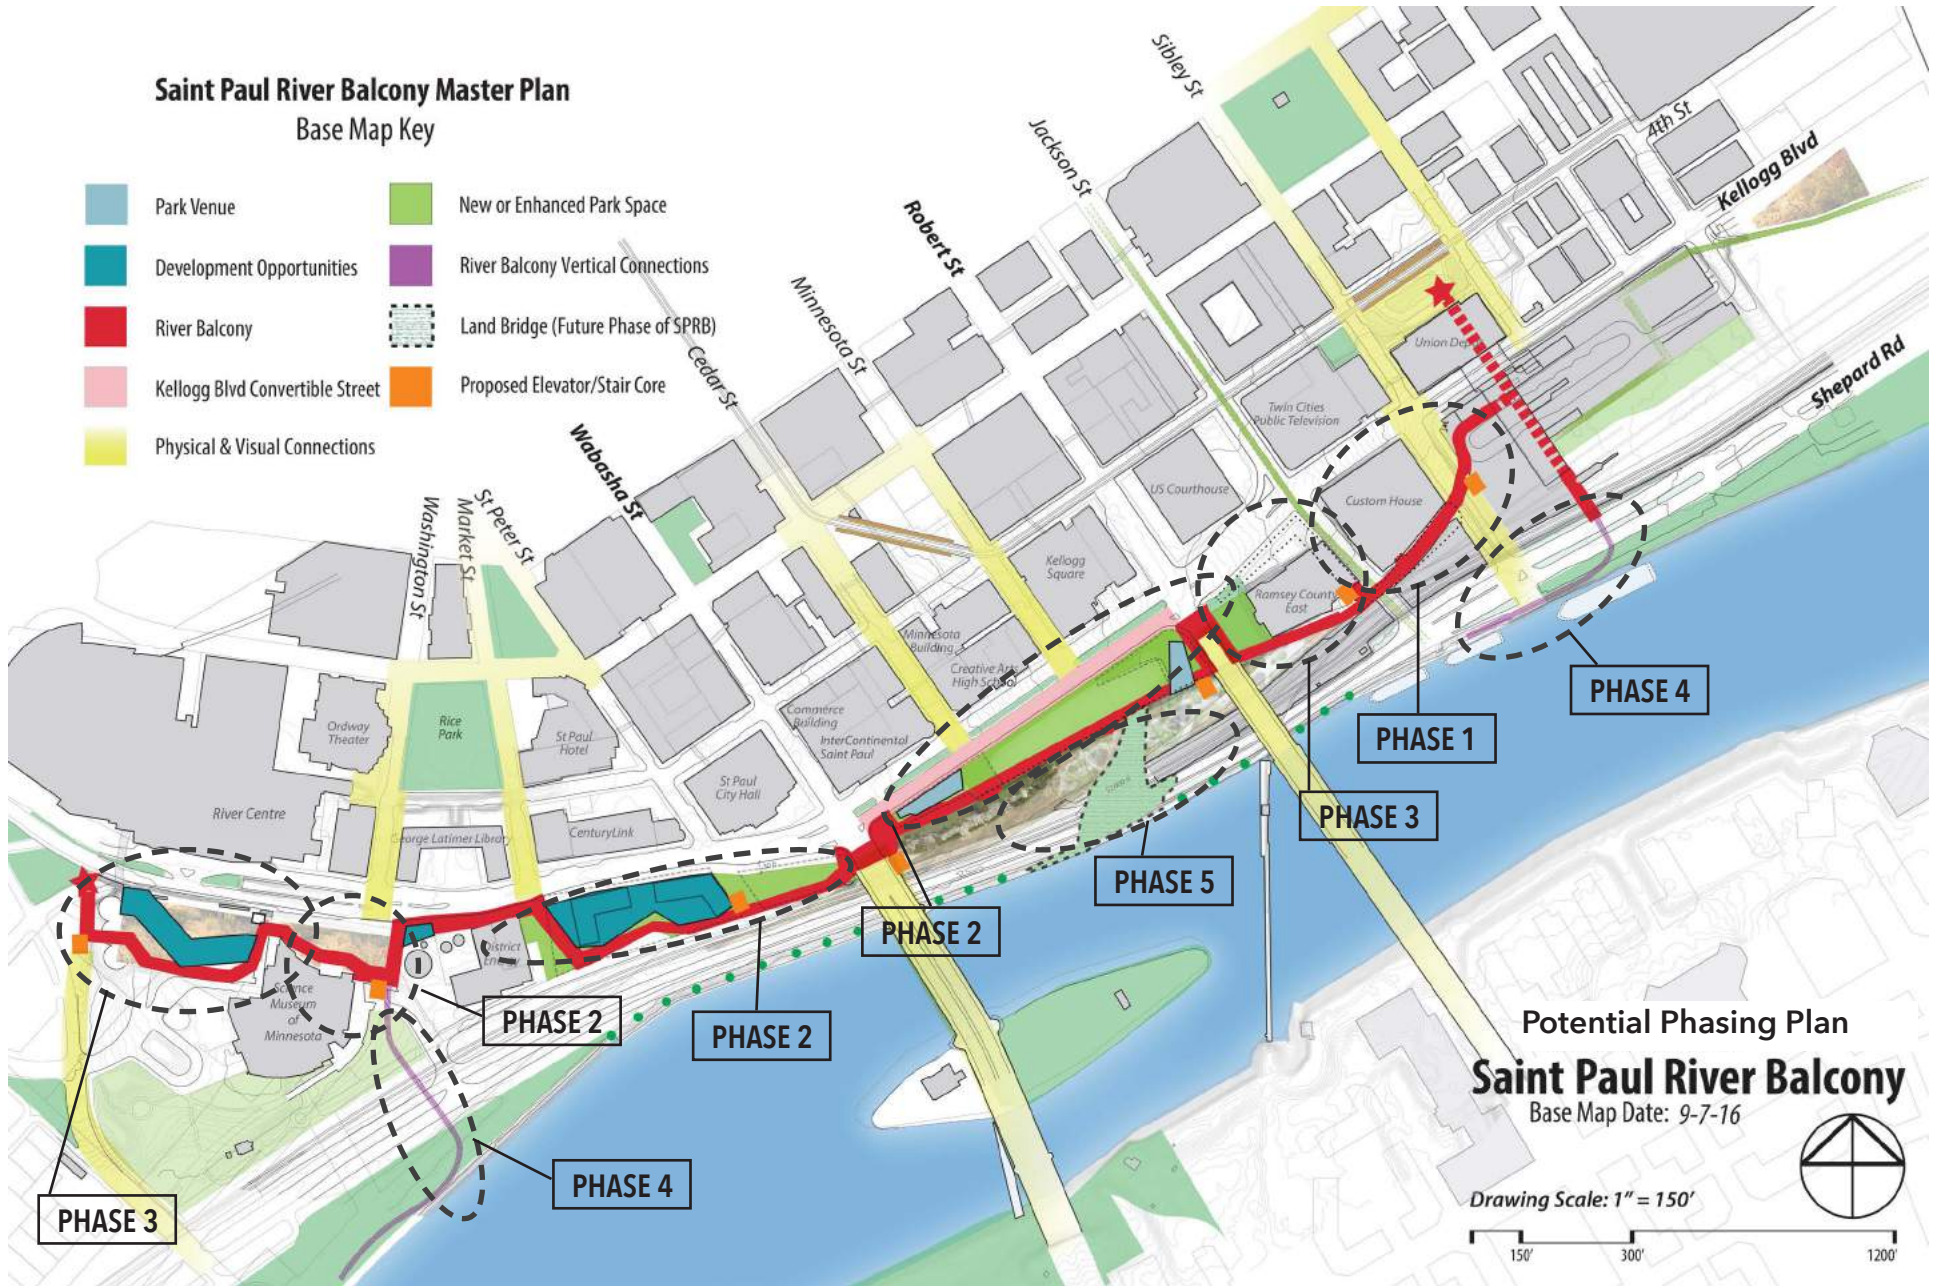 Saint Paul River Balcony Master Plan
Base Map Key
Park Venue
New or Enhanced Park Space
Development Opportunities
River Balcony Vertical Connections
River Balcony
Land Bridge (Future Phase of SPRB)
Kellogg Blvd Convertible Street
Proposed Elevator/Stair Core
Physical & Visual Connections
Sibley St
Jackson St
Robert St
Minnesota St
Cedar St
Wabasha St
St Peter St
Market St
Washington St
4th St
Kellogg Blvd
Shepard Rd
Twin Cities
Public Television
US Courthouse
Custom House
Kellogg
Square
Ramsey County
East
Minnesota
Building
Creative Arts
High School
Commerce
Building
InterContinental
Saint Paul
St Paul
City Hall
Ordway
Theater
Rice
Park
St Paul
Hotel
River Centre
George Latimer Library
CenturyLink
District
Energy
Science
Museum
of
Minnesota
PHASE 4
PHASE 1
PHASE 3
PHASE 5
PHASE 2
PHASE 2
PHASE 2
PHASE 4
PHASE 3
Potential Phasing Plan
Saint Paul River Balcony
Base Map Date: 9-7-16
Drawing Scale: 1" = 150'
150'
300'
1200'